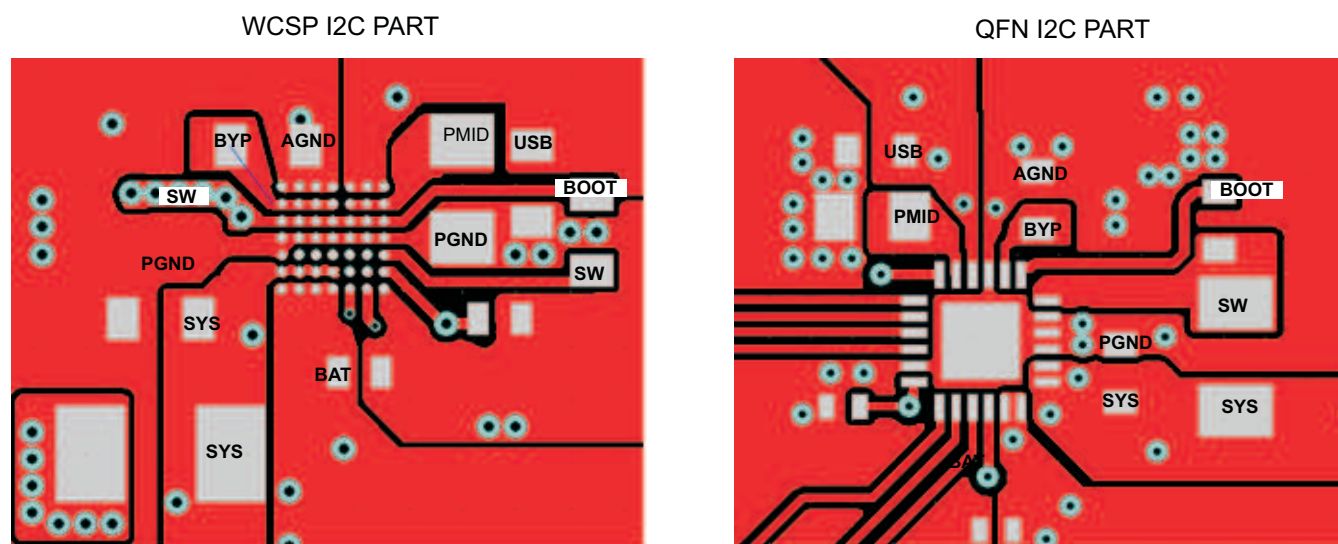 WCSP I2C PART
BYP
AGND
PMID
USB
SW
BOOT
PGND
PGND
SW
SYS
BAT
SYS
QFN I2C PART
USB
AGND
BOOT
PMID
BYP
SW
PGND
SYS
SYS
BAT